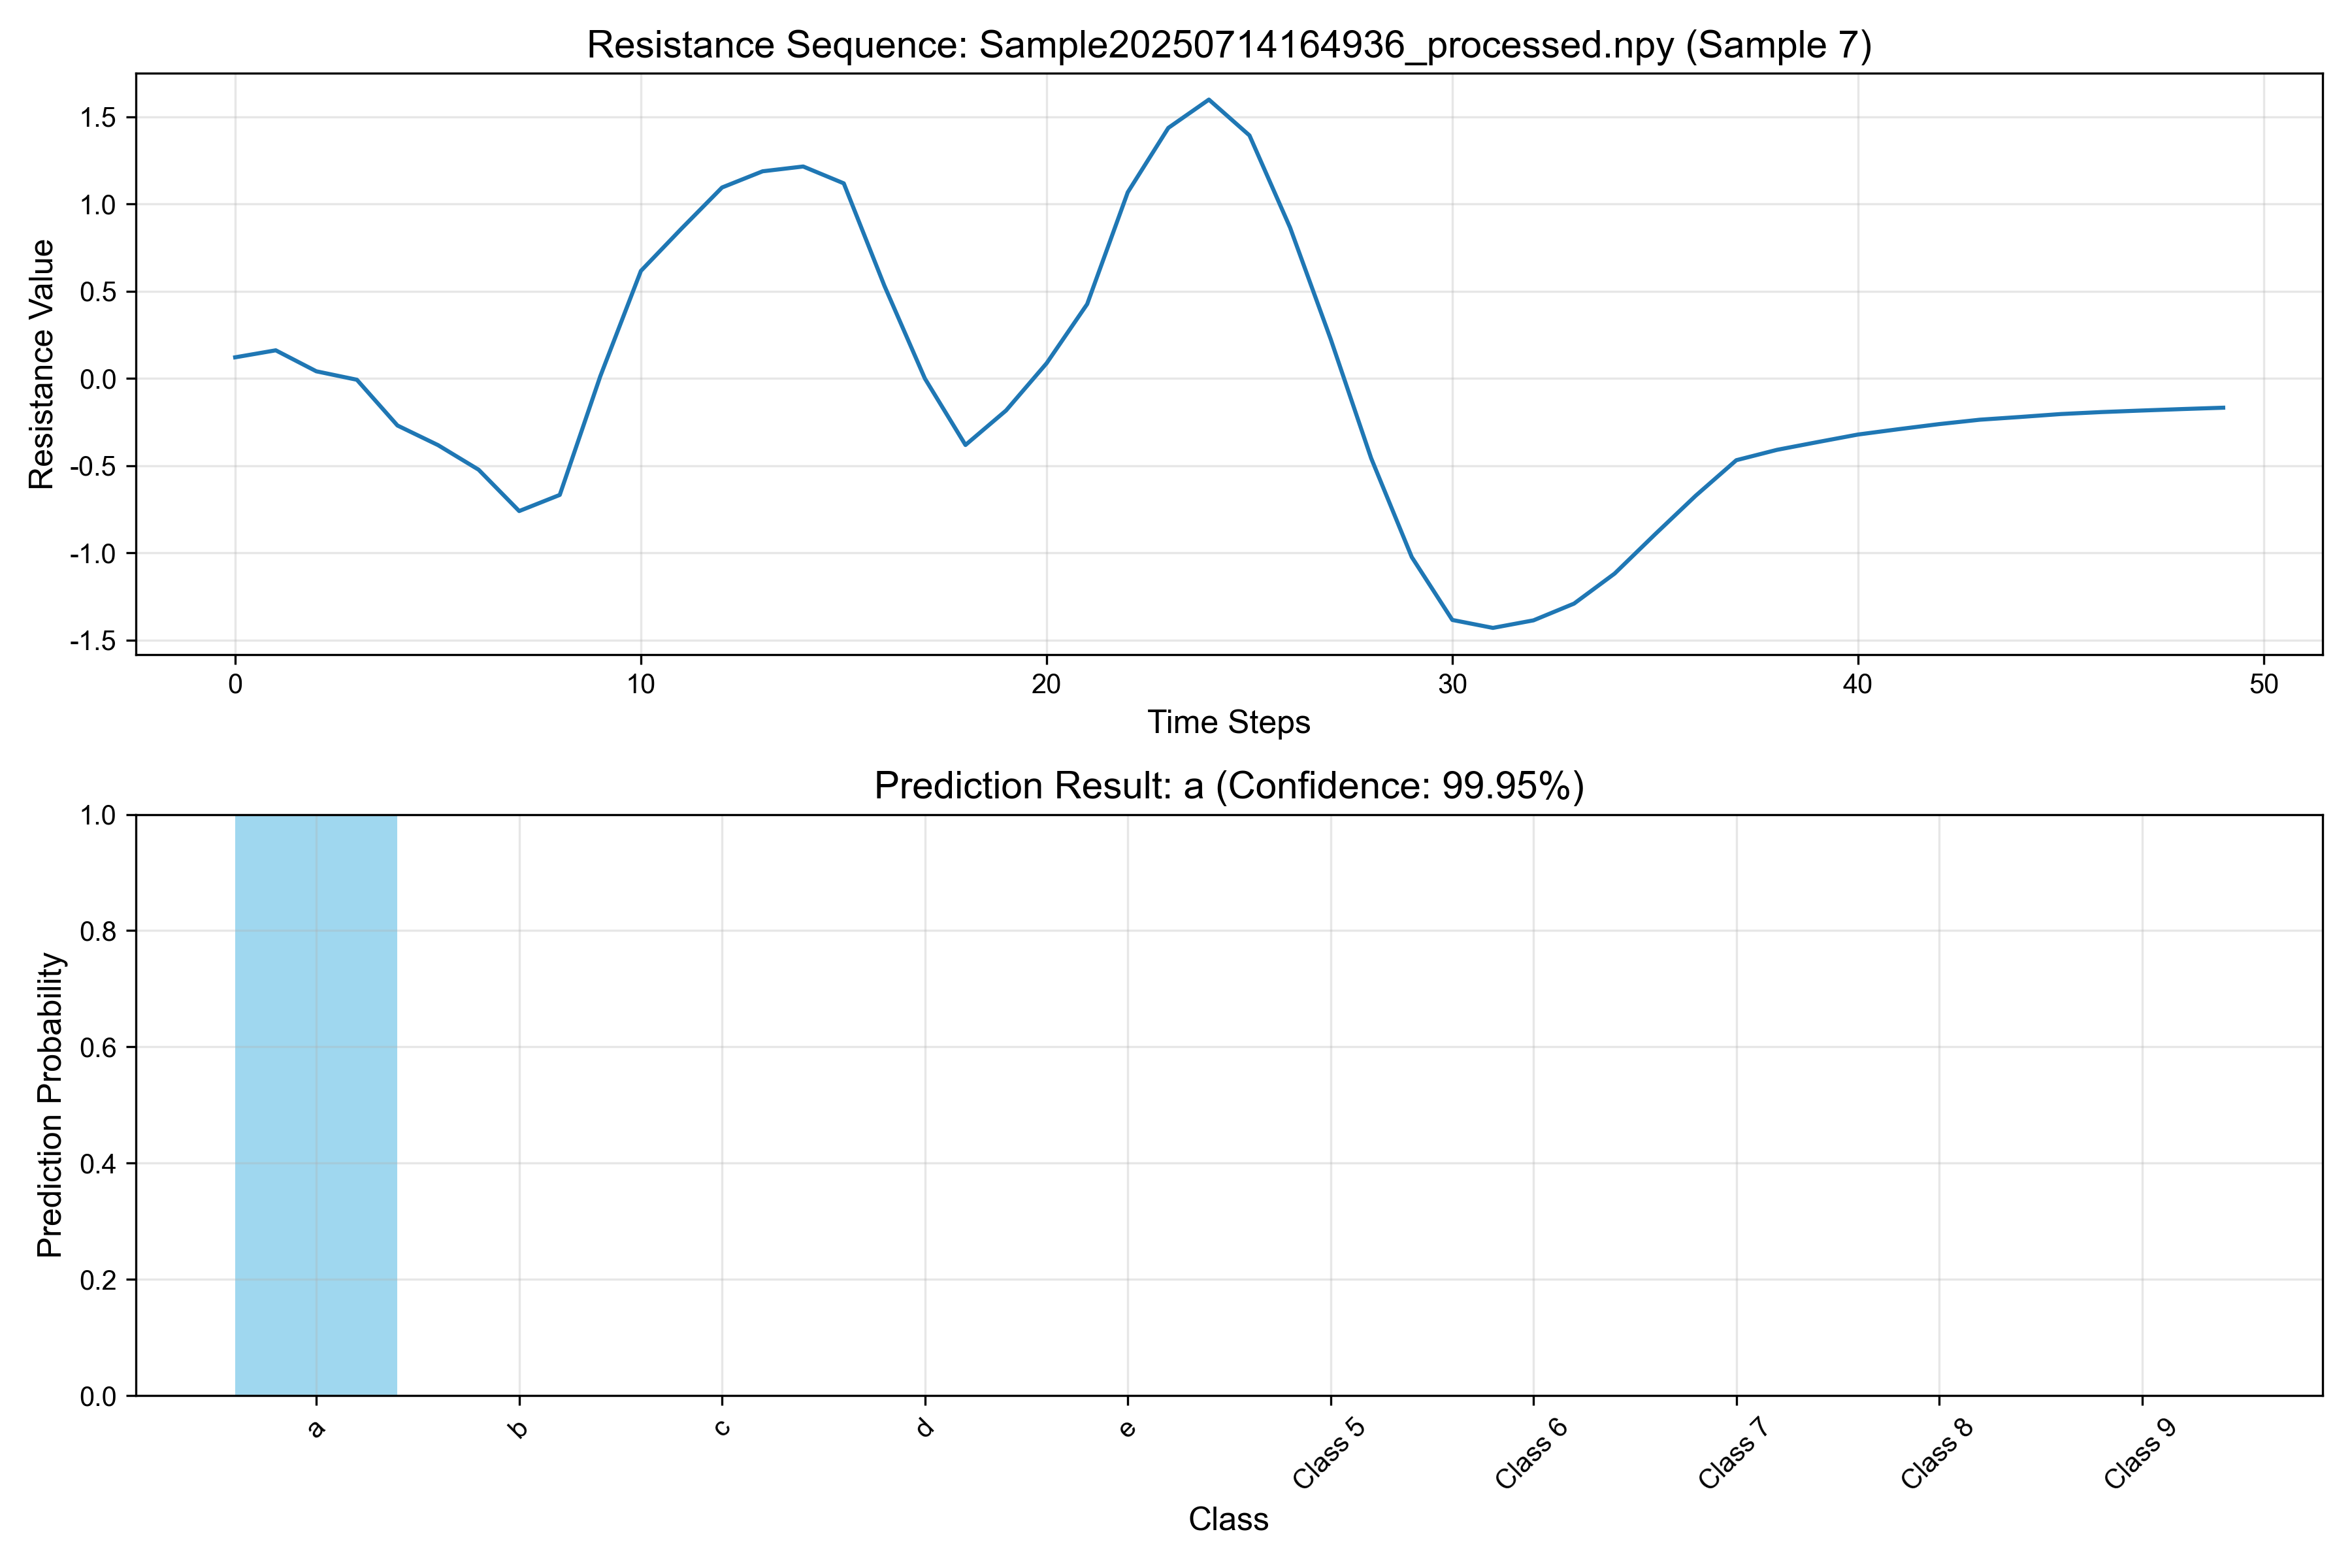 Resistance Sequence: Sample20250714164936_processed.npy (Sample 7)
Resistance Value
1.5
1.0
0.5
0.0
-0.5
-1.0
-1.5
0 10 20 30 40 50
Time Steps
Prediction Result: a (Confidence: 99.95%)
Prediction Probability
1.0
0.8
0.6
0.4
0.2
0.0
a b c d e Class 5 Class 6 Class 7 Class 8 Class 9
Class